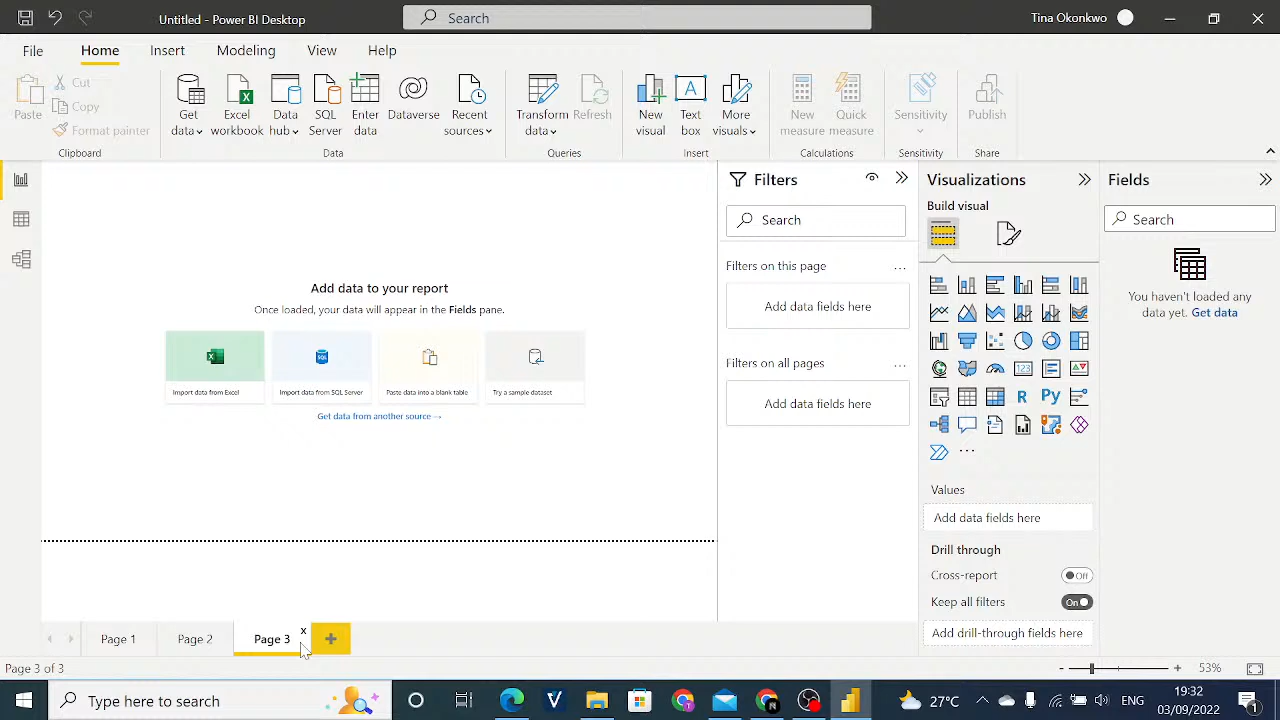 Untitled - Power BI Desktop
Search
Tina Okonkwo
File
Home
Insert
Modeling
View
Help
Paste
Cut
Copy
Format painter
Clipboard
Get data
Excel workbook
Data hub
SQL Server
Enter data
Dataverse
Recent sources
Data
Transform data
Refresh
Queries
New visual
Text box
A
More visuals
Insert
New measure
Quick measure
Calculations
Sensitivity
Sensitivity
Publish
Share
Add data to your report
Once loaded, your data will appear in the Fields pane.
SQL
Import data from Excel
Import data from SQL Server
Paste data into a blank table
Try a sample dataset
Get data from another source →
Filters
Search
Filters on this page
...
Add data fields here
Filters on all pages
...
Add data fields here
Visualizations
Build visual
123
R
Py
...
Values
Add data fields here
Drill through
Cross-report
Off
Keep all filters
On
Add drill-through fields here
Fields
Search
You haven't loaded any
data yet. Get data
Page 1
Page 2
Page 3
x
+
Page 3 of 3
-
+
53%
Type here to search
27°C
ENG
19:32
03/09/2022
1